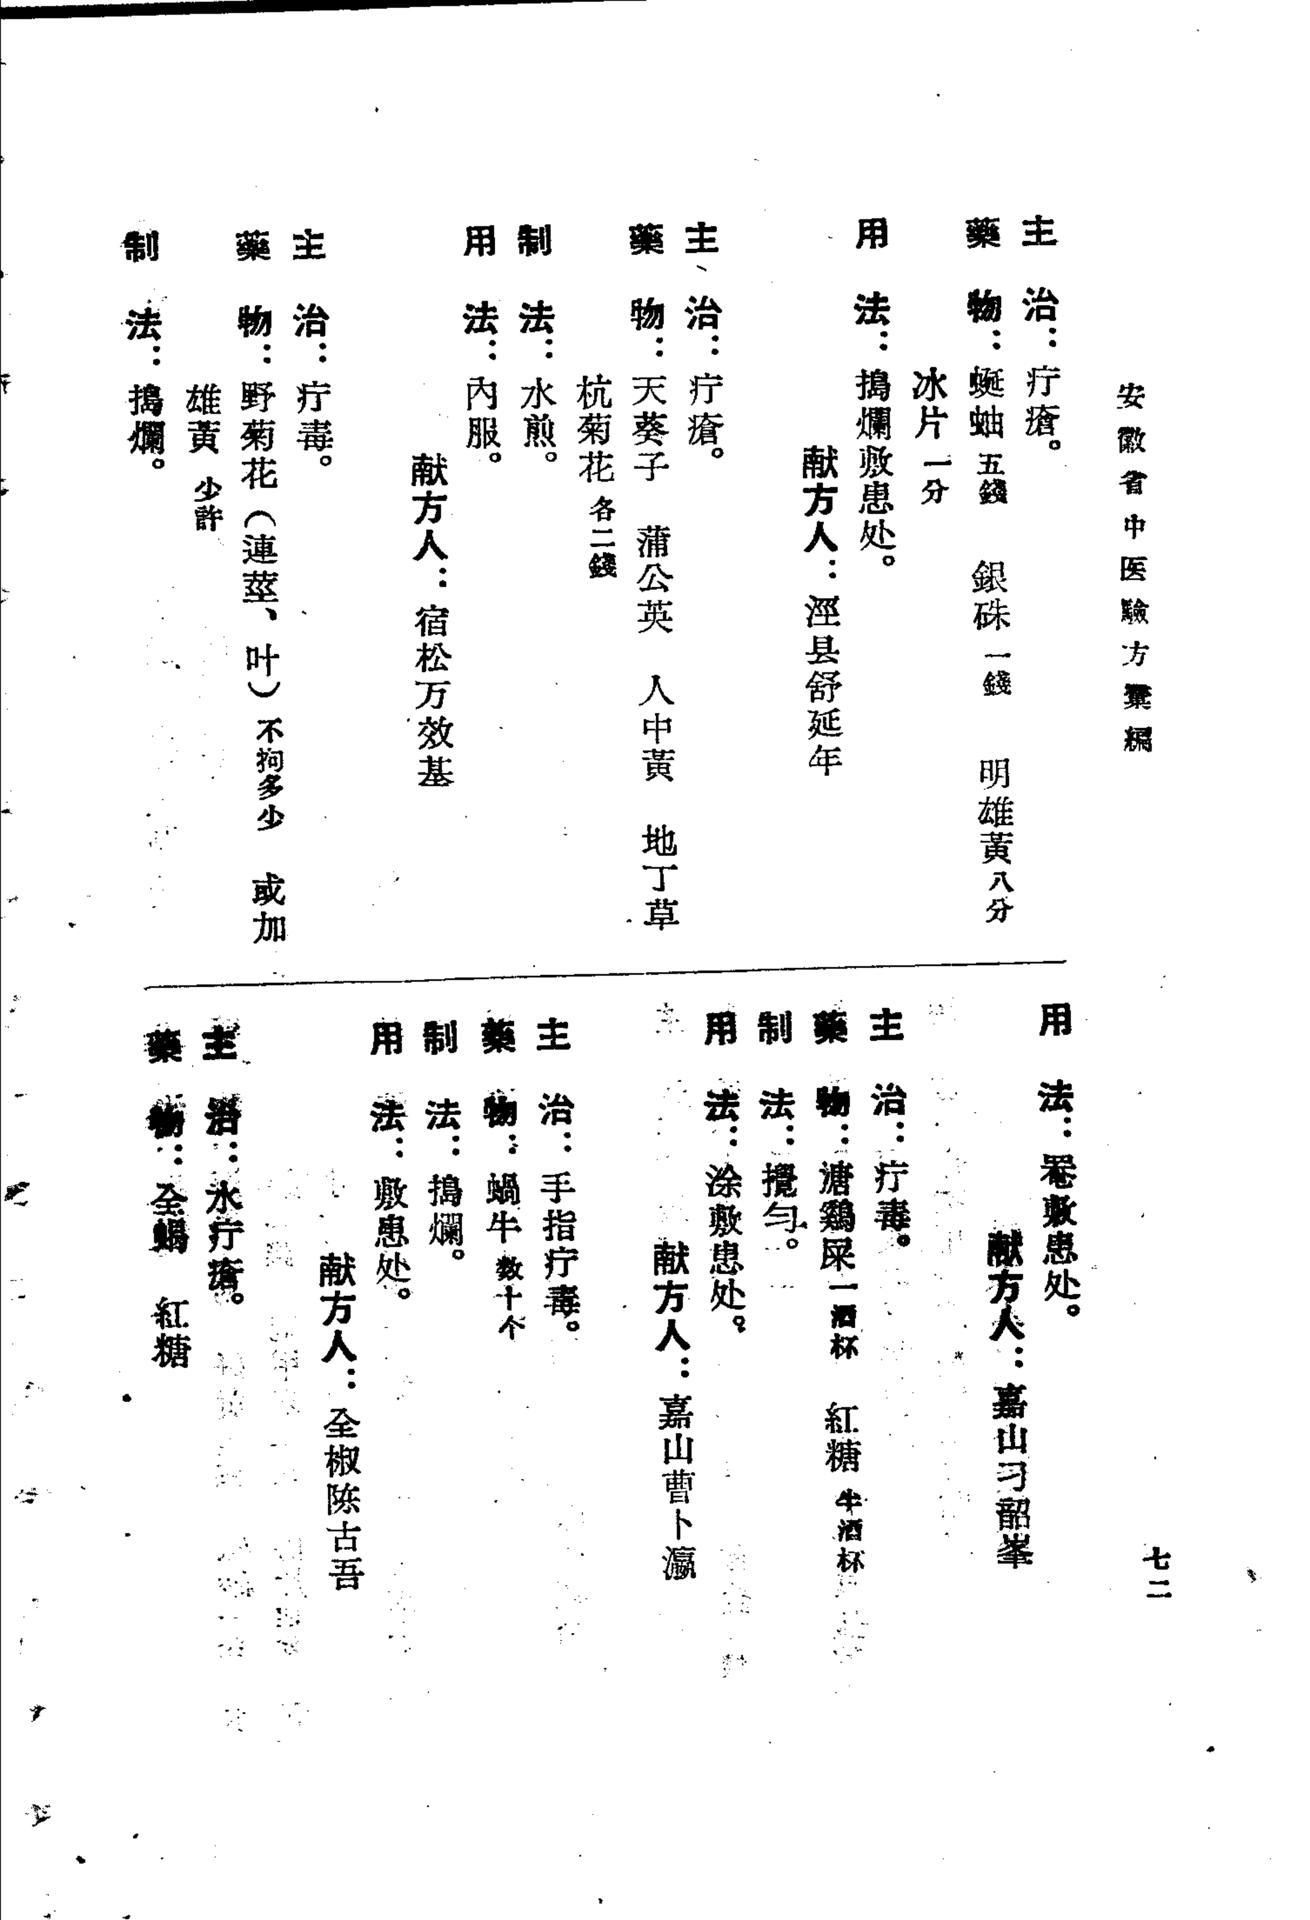 安徽省中医驗方彙編
主治：疔瘡。
藥物：蜒蚰五錢　銀硃一錢　明雄黃八分
冰片一分
用法：搗爛敷患处。
献方人：涇县舒延年
主治：疔瘡。
藥物：天葵子　蒲公英　人中黃　地丁草
杭菊花各二錢
制法：水煎。
用法：內服。
献方人：宿松万效基
主治：疔毒。
藥物：野菊花（連莖、叶）不拘多少　或加
雄黃少許
制法：搗爛。
用法：罨敷患处。
献方人：嘉山刁韶峯
主治：疔毒。
藥物：溏鷄屎一酒杯　紅糖半酒杯
制法：攪勻。
用法：涂敷患处。
献方人：嘉山曹卜瀛
主治：手指疔毒。
藥物：蝸牛数十个
制法：搗爛。
用法：敷患处。
献方人：全椒陈古吾
主治：水疔瘡。
藥物：全蝎　紅糖
七二